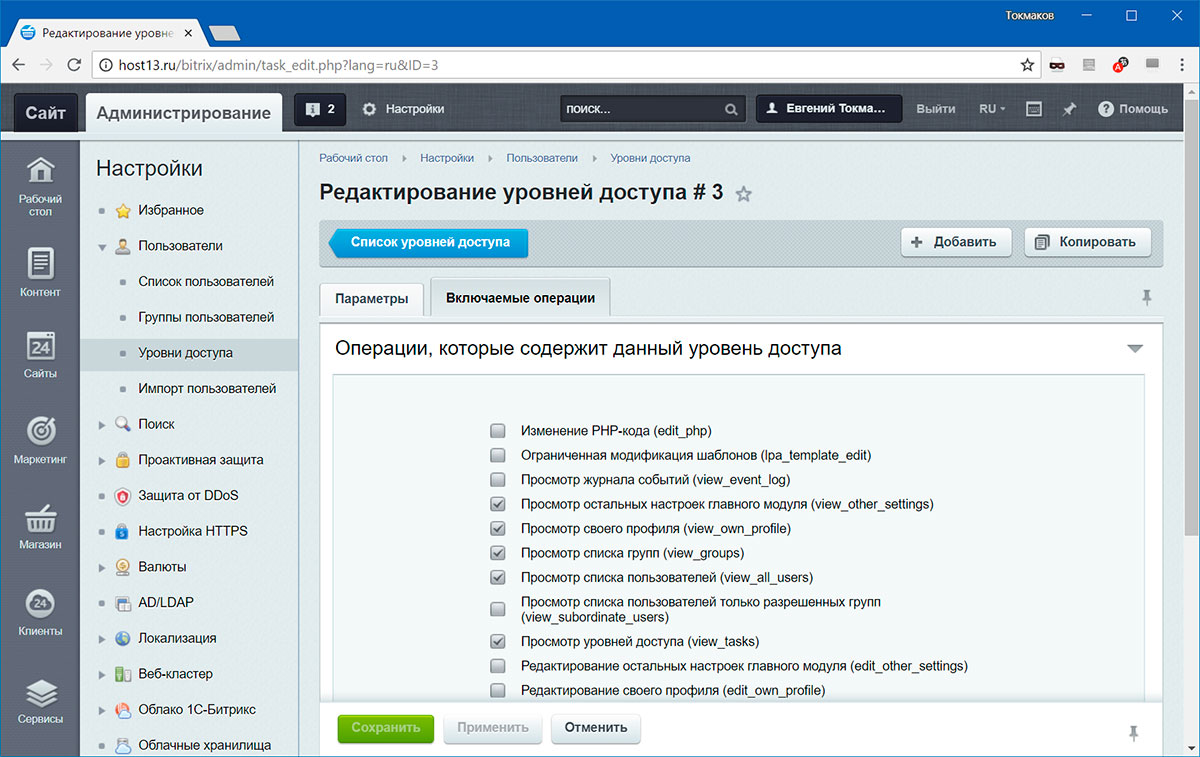 Токмаков
Редактирование уровне
host13.ru/bitrix/admin/task_edit.php?lang=ru&ID=3
Сайт
Администрирование
2
Настройки
поиск...
Евгений Токма...
Выйти
RU
Помощь
Рабочий
стол
Контент
24
Сайты
Маркетинг
Магазин
24
Клиенты
Сервисы
Настройки
Избранное
Пользователи
Список пользователей
Группы пользователей
Уровни доступа
Импорт пользователей
Поиск
Проактивная защита
Защита от DDoS
Настройка HTTPS
Валюты
AD/LDAP
Локализация
Веб-кластер
Облако 1С-Битрикс
Облачные хранилища
Рабочий стол
Настройки
Пользователи
Уровни доступа
Редактирование уровней доступа # 3
Список уровней доступа
+ Добавить
Копировать
Параметры
Включаемые операции
Операции, которые содержит данный уровень доступа
Изменение PHP-кода (edit_php)
Ограниченная модификация шаблонов (lpa_template_edit)
Просмотр журнала событий (view_event_log)
Просмотр остальных настроек главного модуля (view_other_settings)
Просмотр своего профиля (view_own_profile)
Просмотр списка групп (view_groups)
Просмотр списка пользователей (view_all_users)
Просмотр списка пользователей только разрешенных групп
(view_subordinate_users)
Просмотр уровней доступа (view_tasks)
Редактирование остальных настроек главного модуля (edit_other_settings)
Редактирование своего профиля (edit_own_profile)
Сохранить
Применить
Отменить